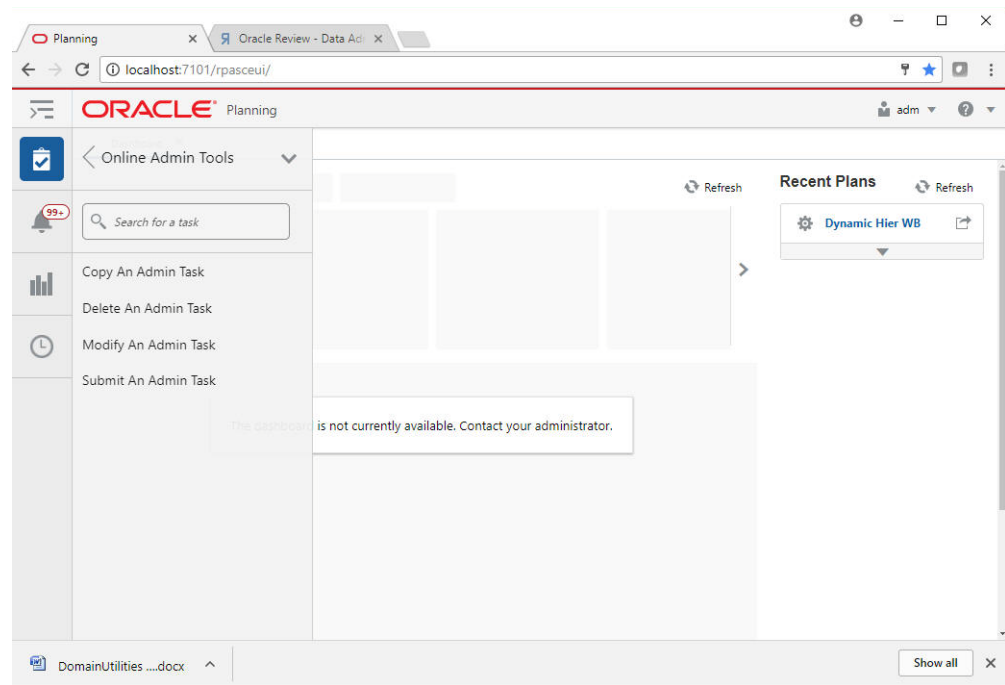 Planning
Oracle Review - Data Ad
localhost:7101/rpasceui/
ORACLE Planning
adm
Online Admin Tools
99+
Search for a task
Copy An Admin Task
Delete An Admin Task
Modify An Admin Task
Submit An Admin Task
Refresh
Recent Plans
Refresh
Dynamic Hier WB
The dashboard is not currently available. Contact your administrator.
DomainUtilities ....docx
Show all